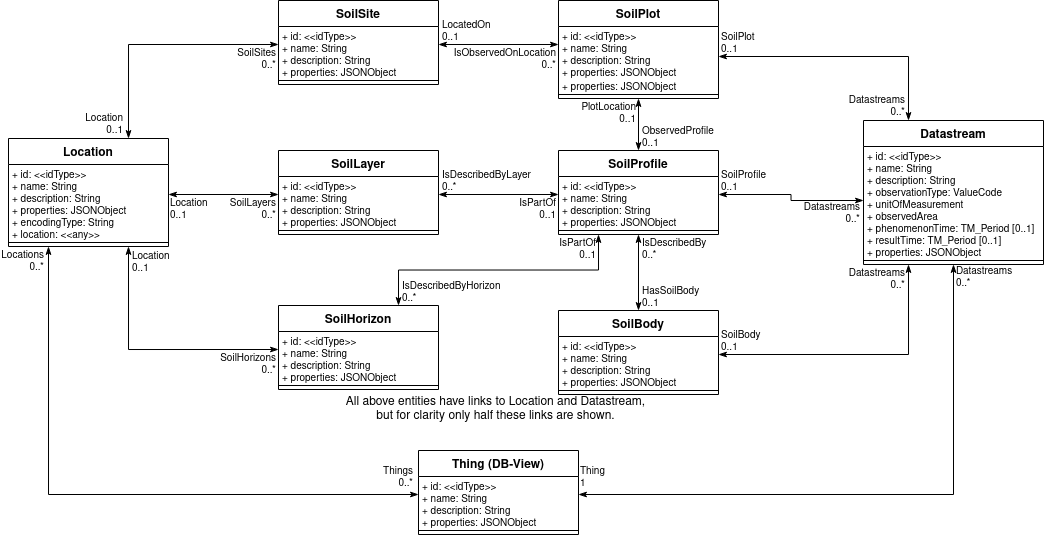 SoilSite
+ id: <<idType>>
+ name: String
+ description: String
+ properties: JSONObject
LocatedOn
0..1
SoilSites
0..*
IsObservedOnLocation
0..*
SoilPlot
+ id: <<idType>>
+ name: String
+ description: String
+ properties: JSONObject
+ properties: JSONObject
SoilPlot
0..1
Datastreams
0..*
Location
0..1
PlotLocation
0..1
ObservedProfile
0..1
Location
+ id: <<idType>>
+ name: String
+ description: String
+ properties: JSONObject
+ encodingType: String
+ location: <<any>>
Location
0..1
SoilLayers
0..*
SoilLayer
+ id: <<idType>>
+ name: String
+ description: String
+ properties: JSONObject
IsDescribedByLayer
0..*
IsPartOf
0..1
SoilProfile
+ id: <<idType>>
+ name: String
+ description: String
+ properties: JSONObject
SoilProfile
0..1
Datastreams
0..*
Datastream
+ id: <<idType>>
+ name: String
+ description: String
+ observationType: ValueCode
+ unitOfMeasurement
+ observedArea
+ phenomenonTime: TM_Period [0..1]
+ resultTime: TM_Period [0..1]
+ properties: JSONObject
Locations
0..*
Location
0..1
IsPartOf
0..1
IsDescribedBy
0..*
Datastreams
0..*
Datastreams
0..*
IsDescribedByHorizon
0..*
HasSoilBody
0..1
SoilHorizons
0..*
SoilHorizon
+ id: <<idType>>
+ name: String
+ description: String
+ properties: JSONObject
SoilBody
+ id: <<idType>>
+ name: String
+ description: String
+ properties: JSONObject
SoilBody
0..1
All above entities have links to Location and Datastream,
but for clarity only half these links are shown.
Things
0..*
Thing (DB-View)
+ id: <<idType>>
+ name: String
+ description: String
+ properties: JSONObject
Thing
1